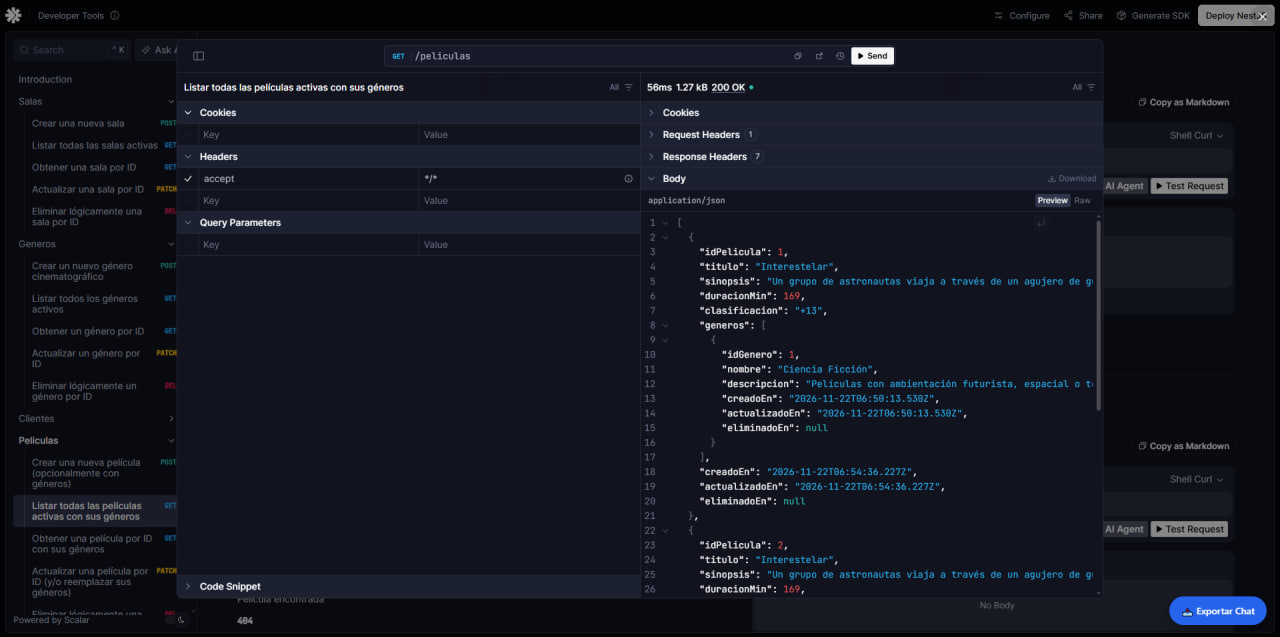 Developer Tools
Configure
Share
Generate SDK
Deploy
Search
^ K
Ask
Introduction
Salas
Crear una nueva sala POST
Listar todas las salas activas GET
Obtener una sala por ID GET
Actualizar una sala por ID PATCH
Eliminar lógicamente una sala por ID DEL
Generos
Crear un nuevo género cinematográfico POST
Listar todos los géneros activos GET
Obtener un género por ID GET
Actualizar un género por ID PATCH
Eliminar lógicamente un género por ID DEL
Clientes
Peliculas
Crear una nueva película (opcionalmente con géneros) POST
Listar todas las películas activas con sus géneros GET
Obtener una película por ID con sus géneros GET
Actualizar una película por ID (y/o reemplazar sus géneros) PATCH
Eliminar lógicamente una DEL
Powered by Scalar
GET /peliculas
Send
Listar todas las películas activas con sus géneros
All
Cookies
Key Value
Headers
accept */*
Key Value
Query Parameters
Key Value
Code Snippet
56ms 1.27 kB 200 OK
All
Cookies
Request Headers 1
Response Headers 7
Body
Download
application/json
Preview Raw
1 [
2 {
3 "idPelicula": 1,
4 "titulo": "Interestelar",
5 "sinopsis": "Un grupo de astronautas viaja a través de un agujero de
6 "duracionMin": 169,
7 "clasificacion": "+13",
8 "generos": [
9 {
10 "idGenero": 1,
11 "nombre": "Ciencia Ficción",
12 "descripcion": "Películas con ambientación futurista, espacial o
13 "creadoEn": "2026-11-22T06:50:13.530Z",
14 "actualizadoEn": "2026-11-22T06:50:13.530Z",
15 "eliminadoEn": null
16 }
17 ],
18 "creadoEn": "2026-11-22T06:54:36.227Z",
19 "actualizadoEn": "2026-11-22T06:54:36.227Z",
20 "eliminadoEn": null
21 },
22 {
23 "idPelicula": 2,
24 "titulo": "Interestelar",
25 "sinopsis": "Un grupo de astronautas viaja a través de un agujero de
26 "duracionMin": 169,
Copy as Markdown
Shell Curl
AI Agent
Test Request
Copy as Markdown
Shell Curl
AI Agent
Test Request
Película encontrada
404
No Body
Exportar Chat